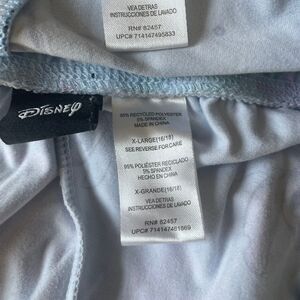 VEA DETRAS
INSTRUCCIONES DE LAVADO
RN# 82457
UPC# 714147495833
Disney
95% RECYCLED POLYESTER
5% SPANDEX
MADE IN CHINA
X-LARGE(16/18)
SEE REVERSE FOR CARE
95% POLIÉSTER RECICLADO
5% SPANDEX
HECHO EN CHINA
X-GRANDE(16/18)
VEA DETRAS
INSTRUCCIONES DE LAVADO
RN# 82457
UPC# 714147461869